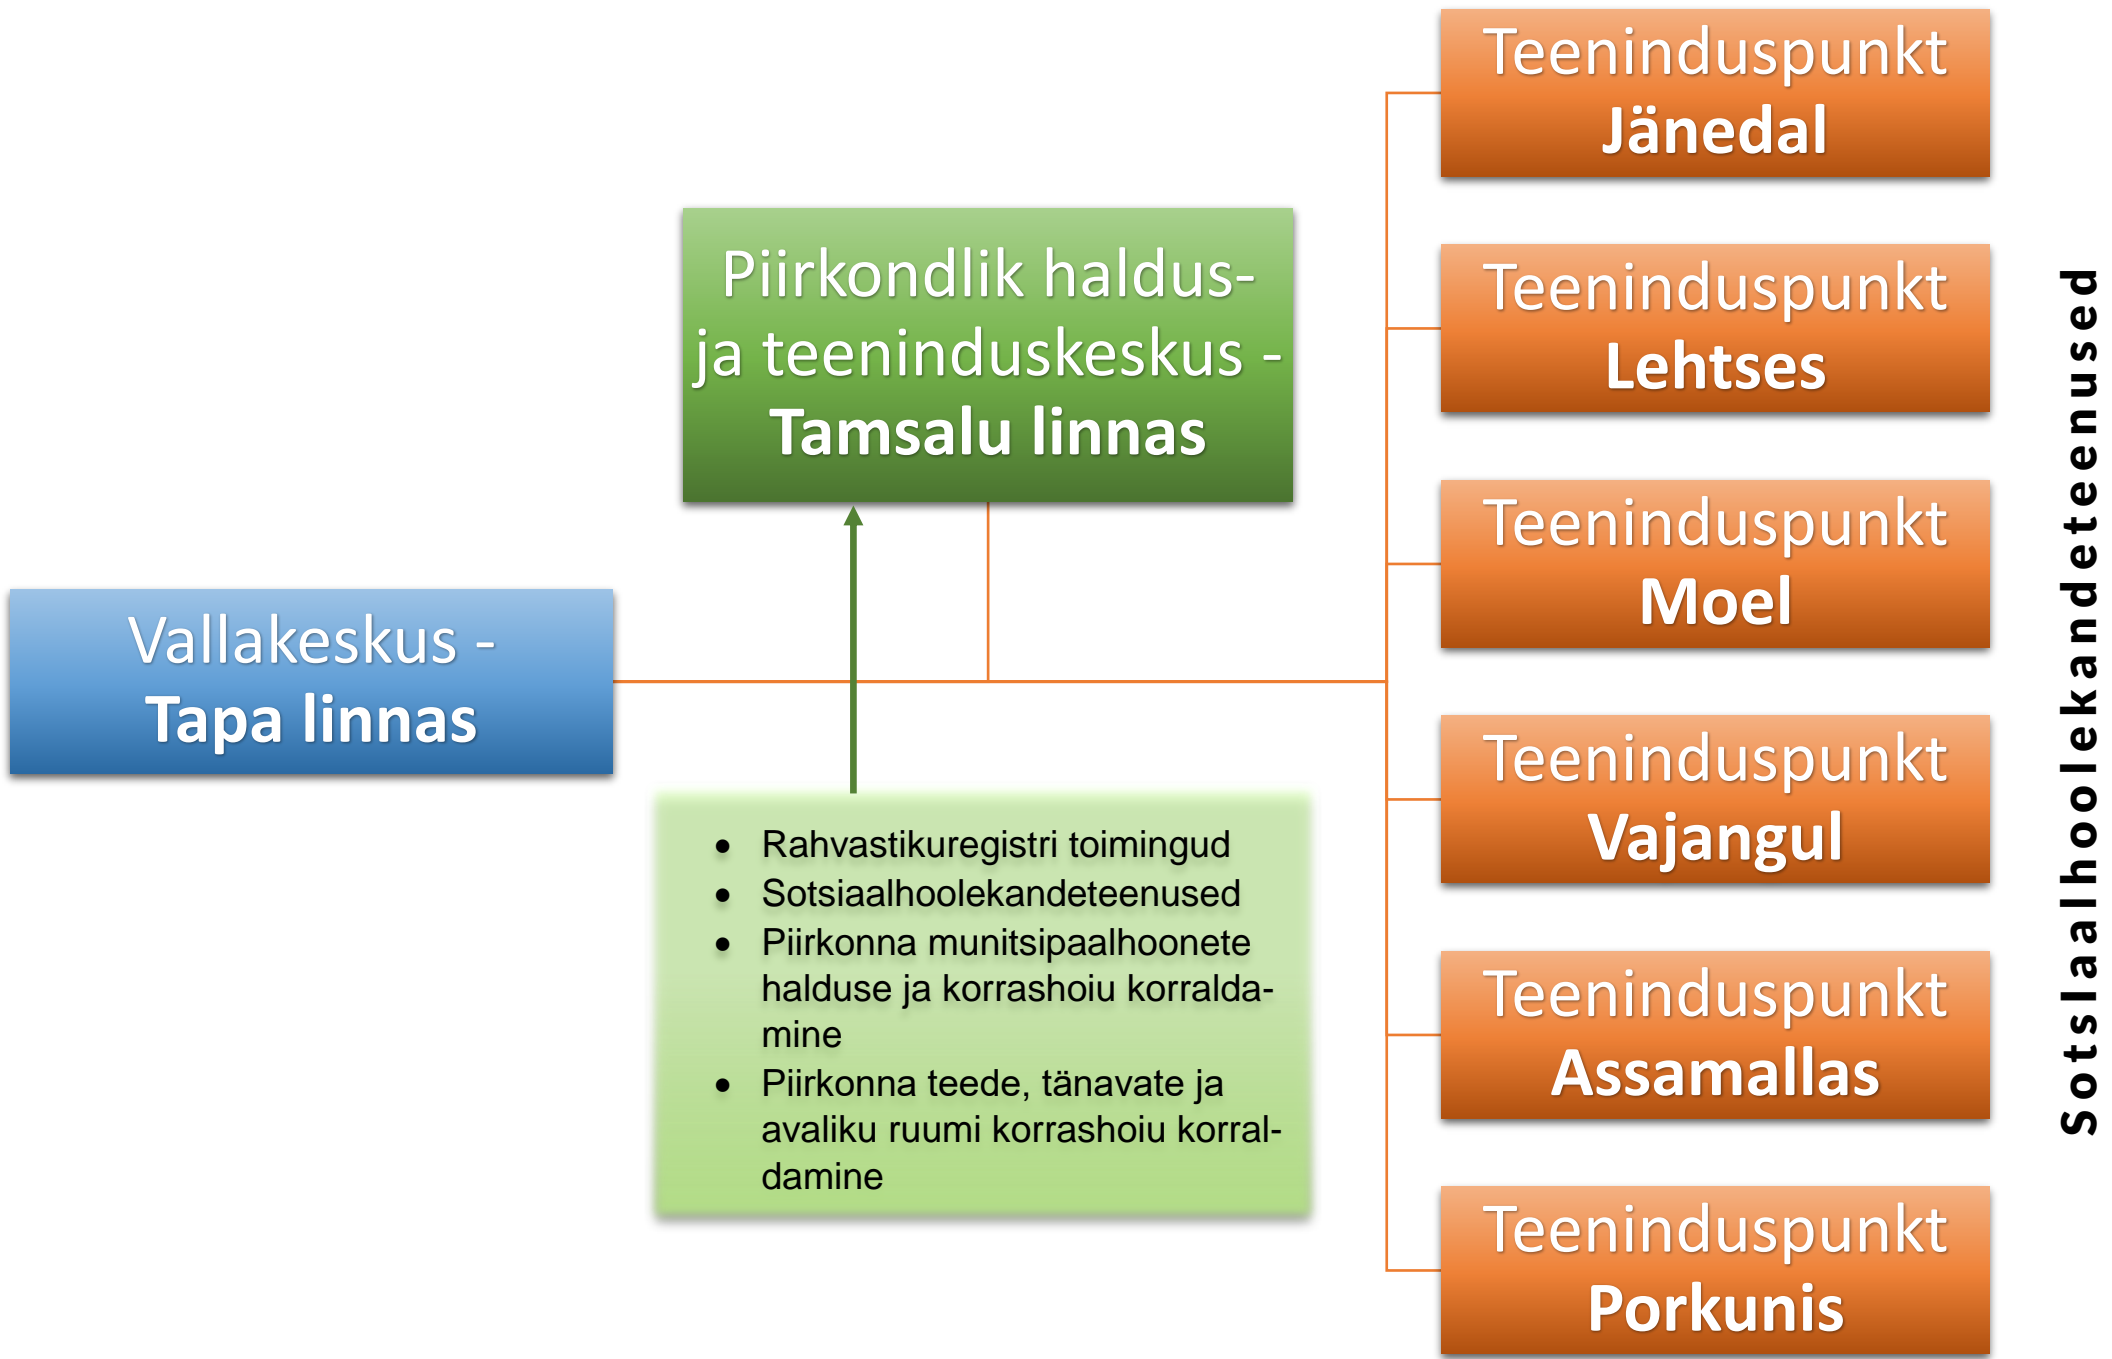 Vallakeskus -
Tapa linnas
Piirkondlik haldus-
ja teeninduskeskus -
Tamsalu linnas
• Rahvastikuregistri toimingud
• Sotsiaalhoolekandeteenused
• Piirkonna munitsipaalhoonete
halduse ja korrashoiu korralda-
mine
• Piirkonna teede, tänavate ja
avaliku ruumi korrashoiu korral-
damine
Teeninduspunkt
Jänedal
Teeninduspunkt
Lehtses
Teeninduspunkt
Moel
Teeninduspunkt
Vajangul
Teeninduspunkt
Assamallas
Teeninduspunkt
Porkunis
SotsIaalhoolekandeteenused